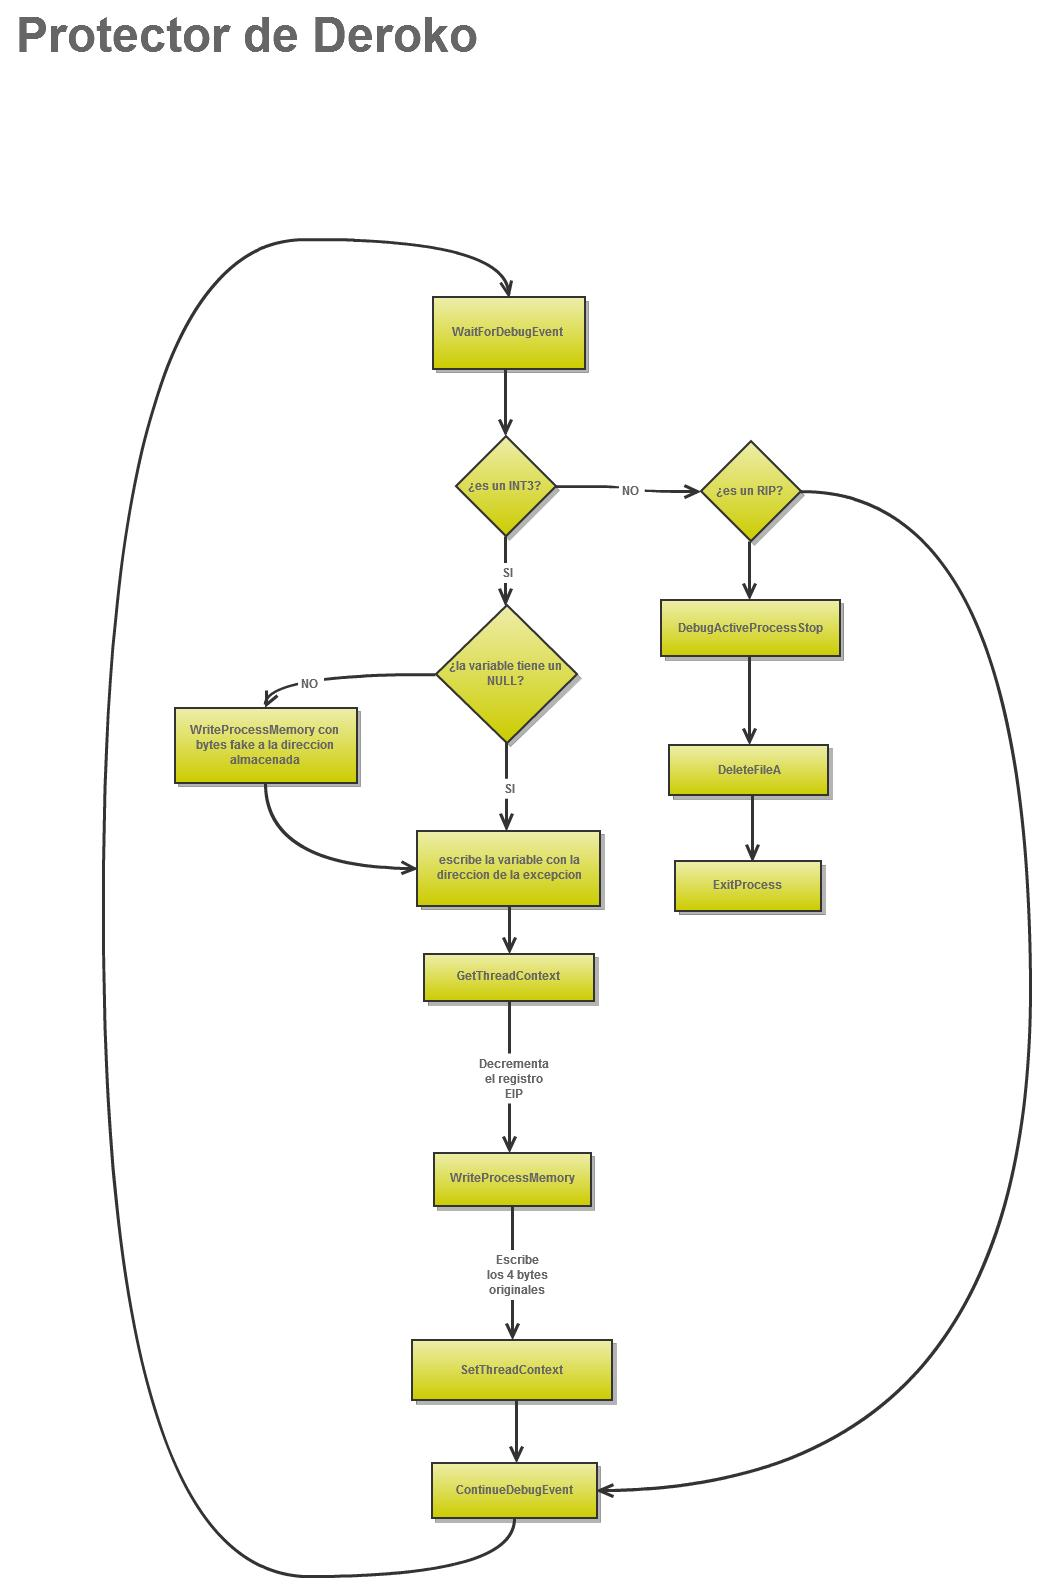 Protector de Deroko
WaitForDebugEvent
¿es un INT3?
NO
¿es un RIP?
SI
DebugActiveProcessStop
¿la variable tiene un
NULL?
NO
WriteProcessMemory con
bytes fake a la direccion
almacenada
SI
DeleteFileA
escribe la variable con la
direccion de la excepcion
ExitProcess
GetThreadContext
Decrementa
el registro
EIP
WriteProcessMemory
Escribe
los 4 bytes
originales
SetThreadContext
ContinueDebugEvent